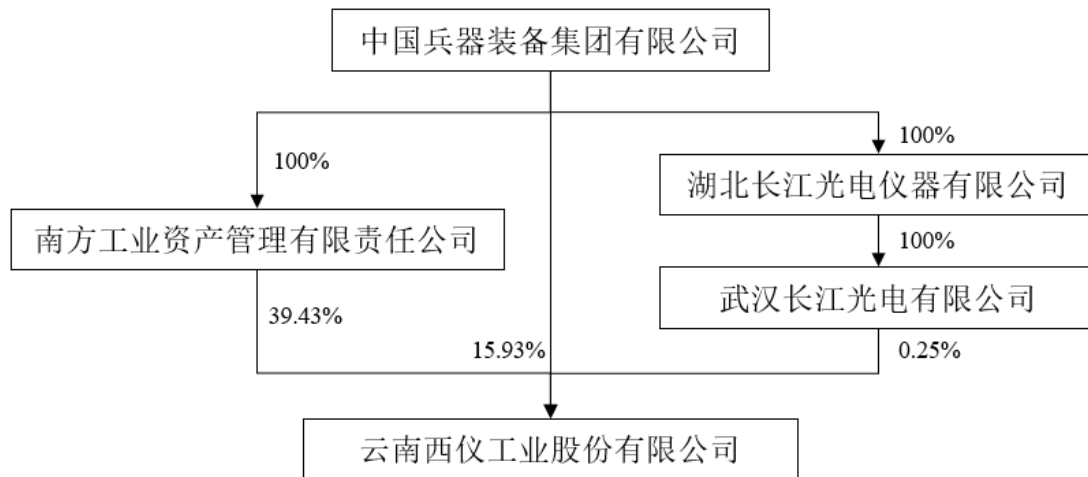 中国兵器装备集团有限公司
100%
100%
湖北长江光电仪器有限公司
南方工业资产管理有限责任公司
100%
武汉长江光电有限公司
39.43%
15.93%
0.25%
云南西仪工业股份有限公司